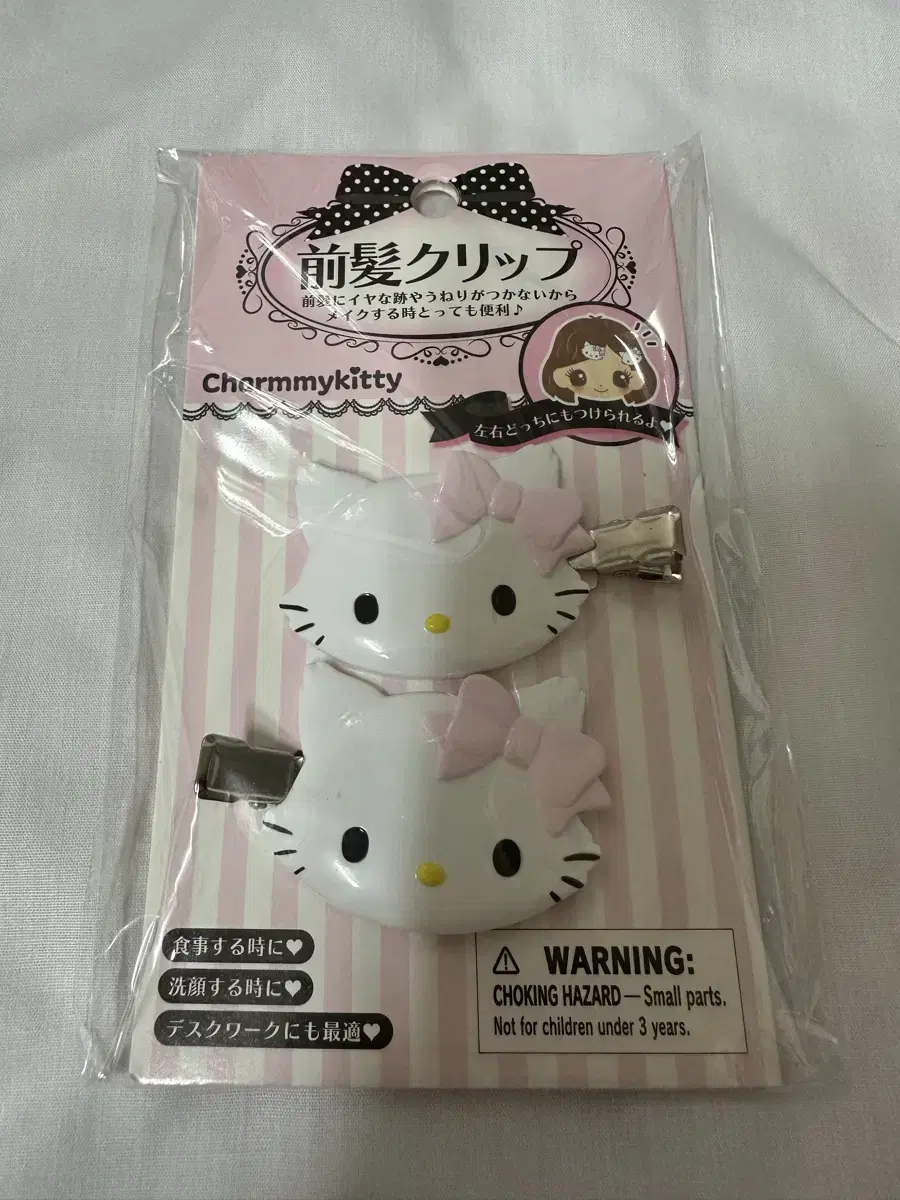 前髪クリップ
前髪にイヤな跡やうねりがつかないから
メイクする時とっても便利♪
Charmmykitty
左右どっちにもつけられるよ♥
食事する時に♥
洗顔する時に♥
デスクワークにも最適♥
⚠ WARNING:
CHOKING HAZARD — Small parts.
Not for children under 3 years.